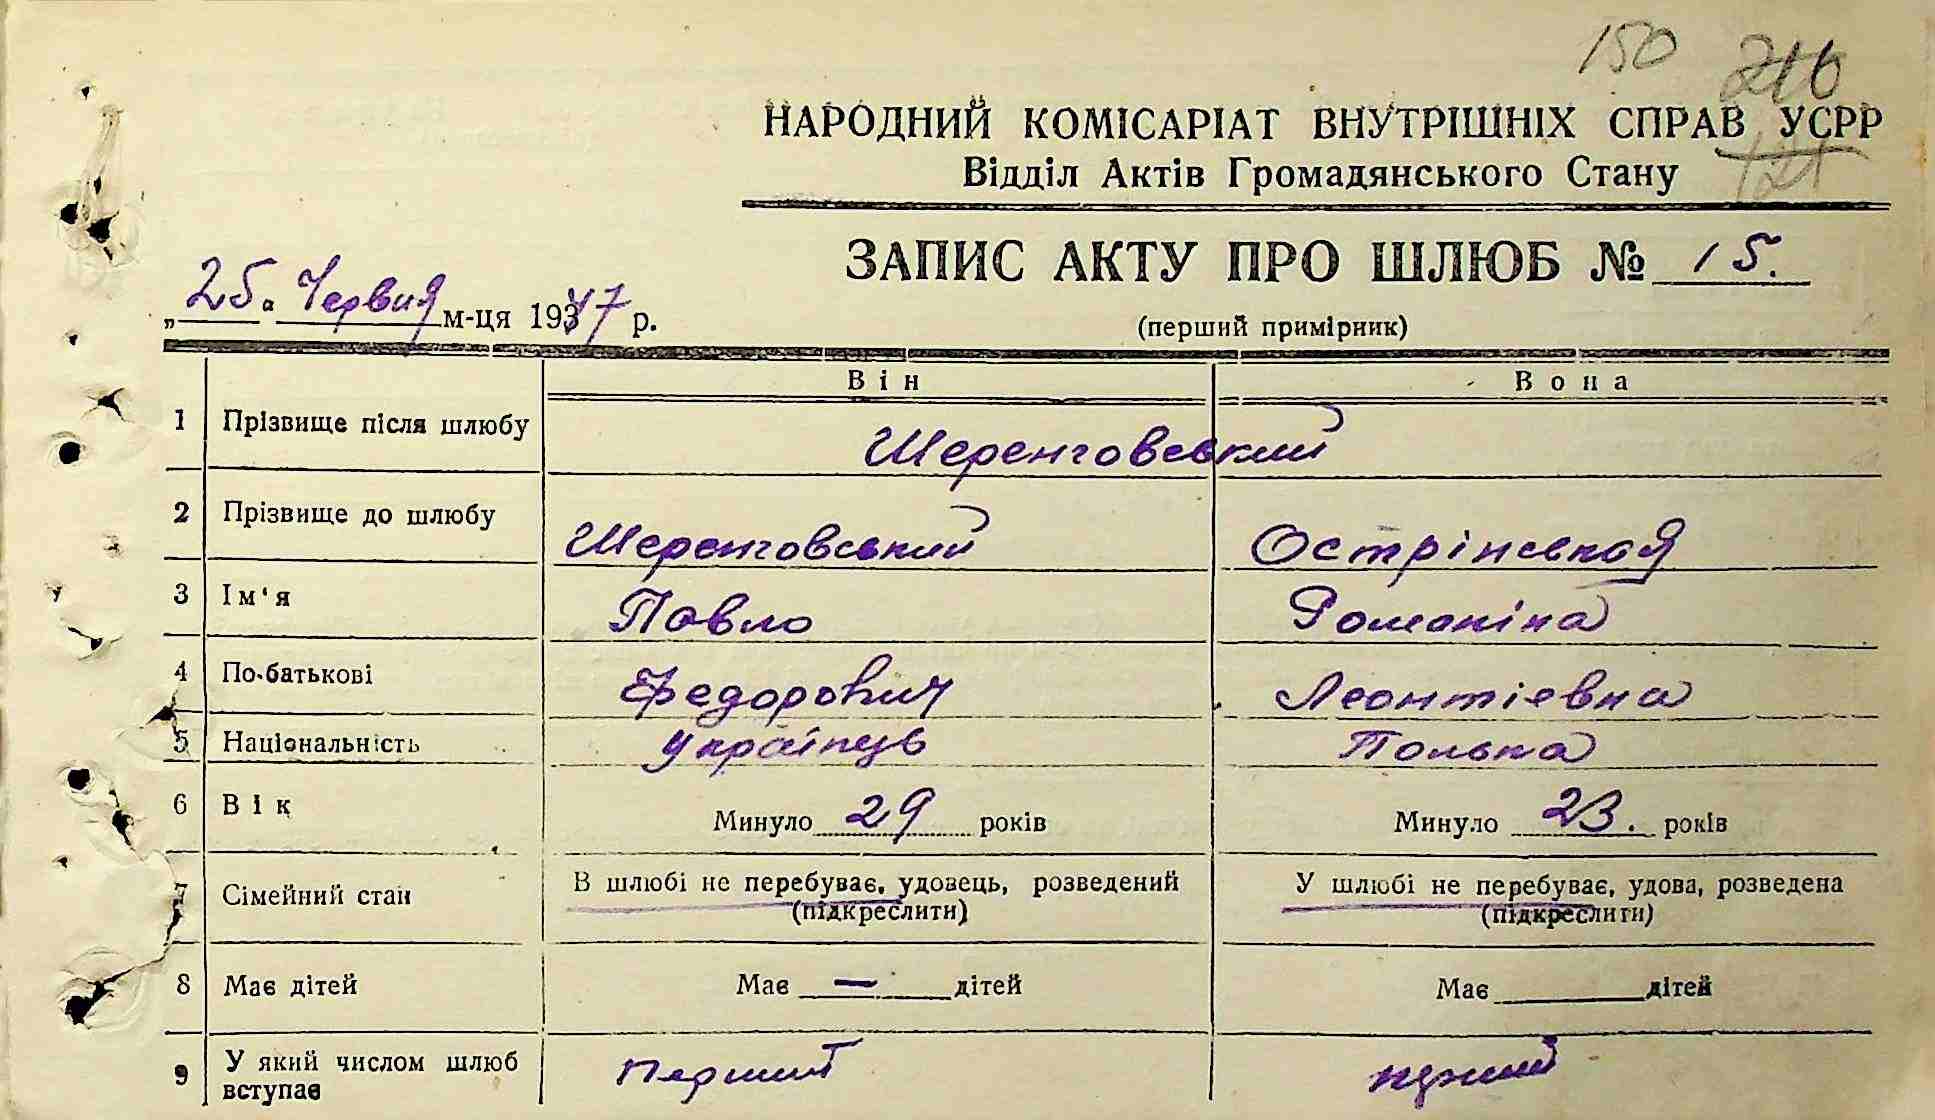 150 216
НАРОДНИЙ КОМІСАРІАТ ВНУТРІШНІХ СПРАВ УСРР
Відділ Актів Громадянського Стану
121
ЗАПИС АКТУ ПРО ШЛЮБ № 15.
„25" Червня м-ця 1947 р.
(перший примірник)
Він Вона
1 Прізвище після шлюбу Шеренговський
2 Прізвище до шлюбу Шеренговський Острінськая
3 Ім'я Павло Романіна
4 По-батькові Федорович Леонтієвна
5 Національність Українець Полька
6 Вік Минуло 29 років Минуло 23. років
7 Сімейний стан В шлюбі не перебуває, удовець, розведений У шлюбі не перебуває, удова, розведена
(підкреслити) (підкреслити)
8 Має дітей Має — дітей Має дітей
9 У який числом шлюб вступає Перший перший